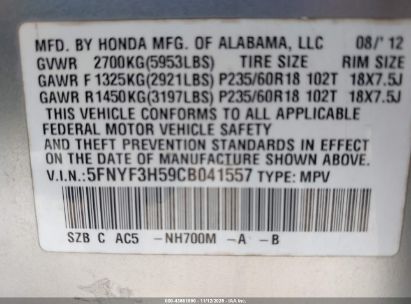 MFD. BY HONDA MFG. OF ALABAMA, LLC 08/' 12
GVWR 2700KG(5953LBS) TIRE SIZE RIM SIZE
GAWR F 1325KG(2921LBS) P235/60R18 102T 18X7.5J
GAWR R1450KG(3197LBS) P235/60R18 102T 18X7.5J
THIS VEHICLE CONFORMS TO ALL APPLICABLE
FEDERAL MOTOR VEHICLE SAFETY
AND THEFT PREVENTION STANDARDS IN EFFECT
ON THE DATE OF MANUFACTURE SHOWN ABOVE.
V.I.N.:5FNYF3H59CB041557 TYPE: MPV
SZB C AC5 -NH700M -A -B